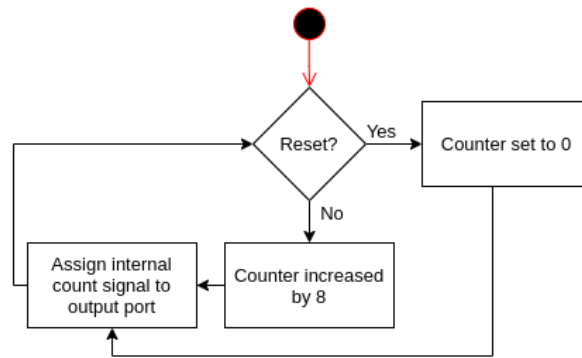 Reset?
Yes
Counter set to 0
No
Assign internal
count signal to
output port
Counter increased
by 8